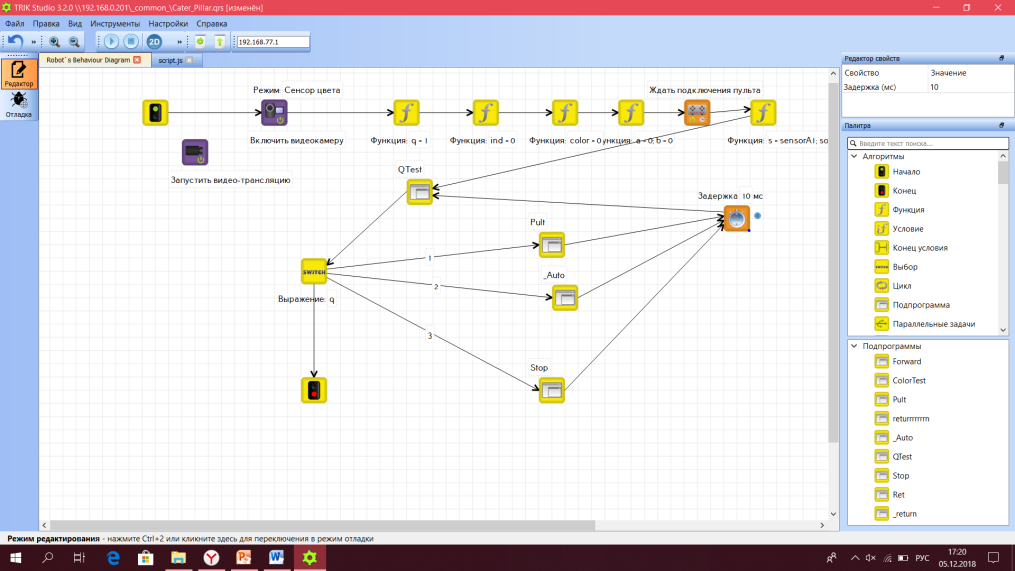 TRIK Studio 3.2.0 \\192.168.0.201\_common_\Cater_Pillar.qrs [изменён]
Файл Правка Вид Инструменты Настройки Справка
2D
192.168.77.1
Robot`s Behaviour Diagram
script.js
Редактор
Отладка
Режим: Сенсор цвета
Ждать подключения пульта
Включить видеокамеру
Функция: q = 1
Функция: ind = 0
Функция: color = 0
ункция: a = 0; b = 0
Функция: s = sensorA1; so
Запустить видео-трансляцию
QTest
Задержка: 10 мс
Pult
1
_Auto
SWITCH
2
Выражение: q
3
Stop
Редактор свойств
Свойство Значение
Задержка (мс) 10
Палитра
Введите текст поиска....
Алгоритмы
Начало
Конец
Функция
Условие
Конец условия
Выбор
Цикл
Подпрограмма
Параллельные задачи
Подпрограммы
Forward
ColorTest
Pult
returrrrrrrn
_Auto
QTest
Stop
Ret
_return
Режим редактирования - нажмите Ctrl+2 или кликните здесь для переключения в режим отладки
РУС
17:20
05.12.2018